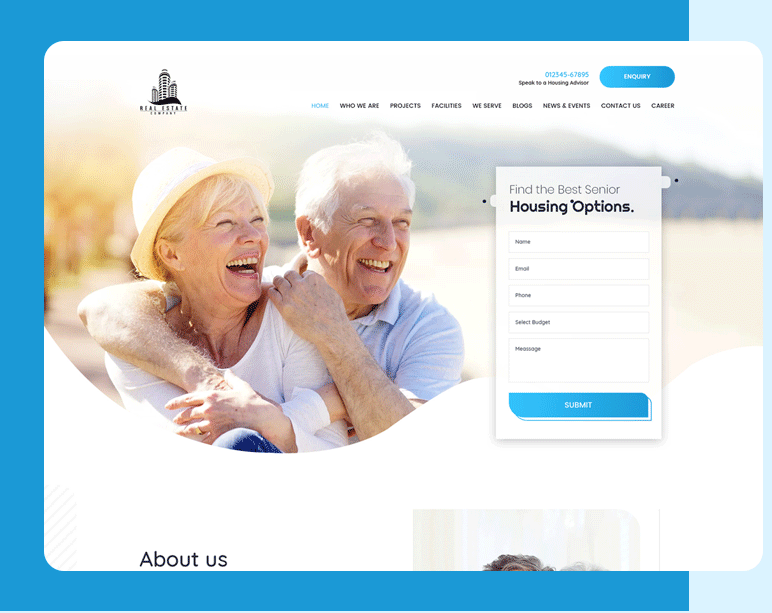 012345-67895
Speak to a Housing Advisor
ENQUIRY
REAL ESTATE
COMPANY
HOME WHO WE ARE PROJECTS FACILITIES WE SERVE BLOGS NEWS & EVENTS CONTACT US CAREER
Find the Best Senior
Housing Options.
Name
Email
Phone
Select Budget
Meassage
SUBMIT
About us